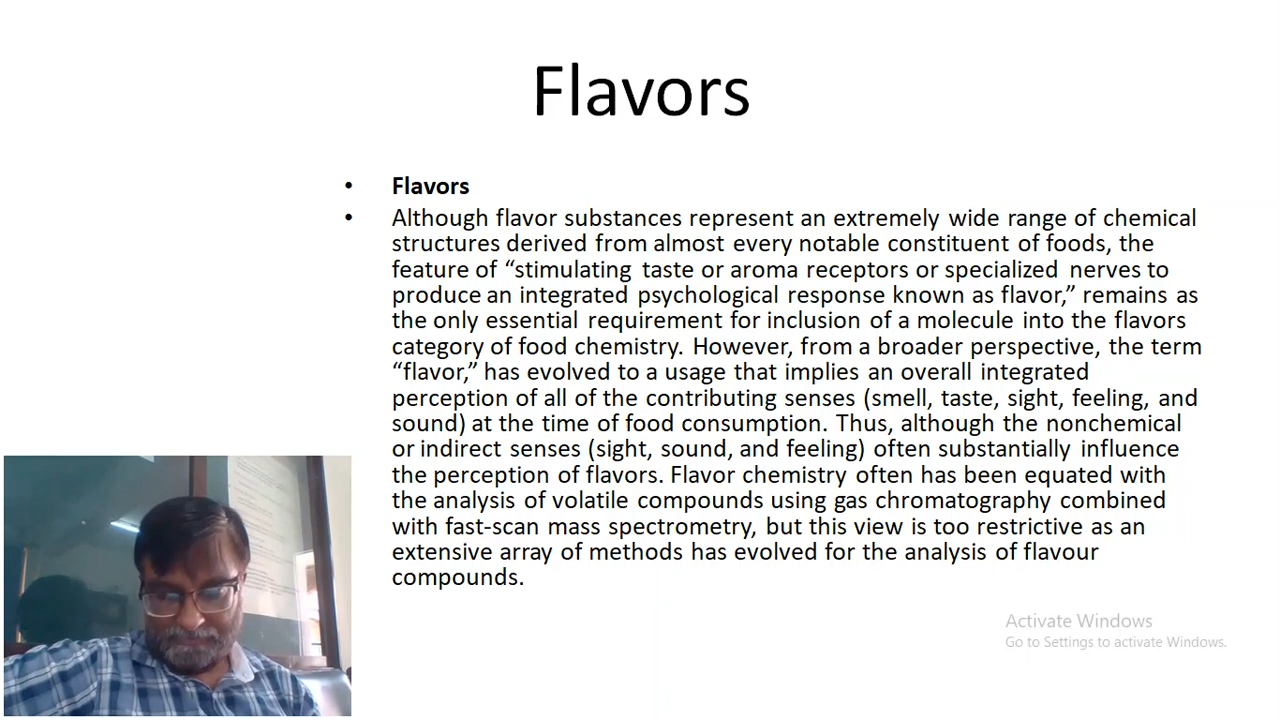 Flavors
• Flavors
• Although flavor substances represent an extremely wide range of chemical
structures derived from almost every notable constituent of foods, the
feature of “stimulating taste or aroma receptors or specialized nerves to
produce an integrated psychological response known as flavor,” remains as
the only essential requirement for inclusion of a molecule into the flavors
category of food chemistry. However, from a broader perspective, the term
“flavor,” has evolved to a usage that implies an overall integrated
perception of all of the contributing senses (smell, taste, sight, feeling, and
sound) at the time of food consumption. Thus, although the nonchemical
or indirect senses (sight, sound, and feeling) often substantially influence
the perception of flavors. Flavor chemistry often has been equated with
the analysis of volatile compounds using gas chromatography combined
with fast-scan mass spectrometry, but this view is too restrictive as an
extensive array of methods has evolved for the analysis of flavour
compounds.
Activate Windows
Go to Settings to activate Windows.